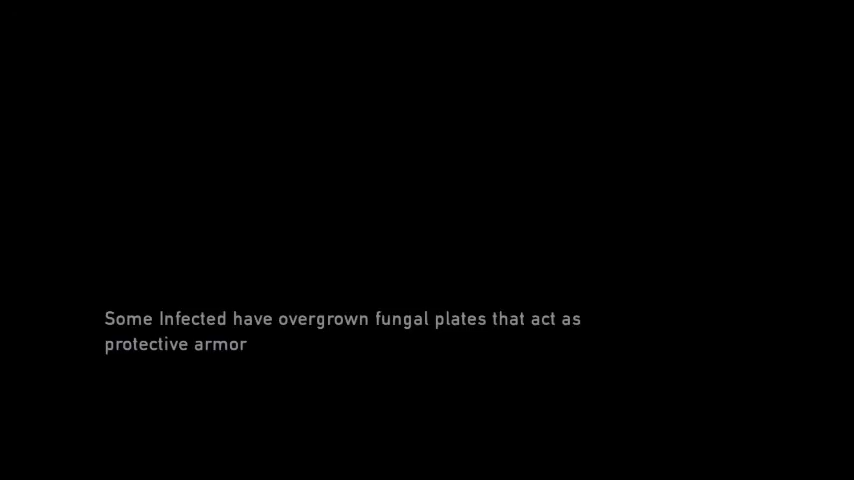 Some Infected have overgrown fungal plates that act as
protective armor